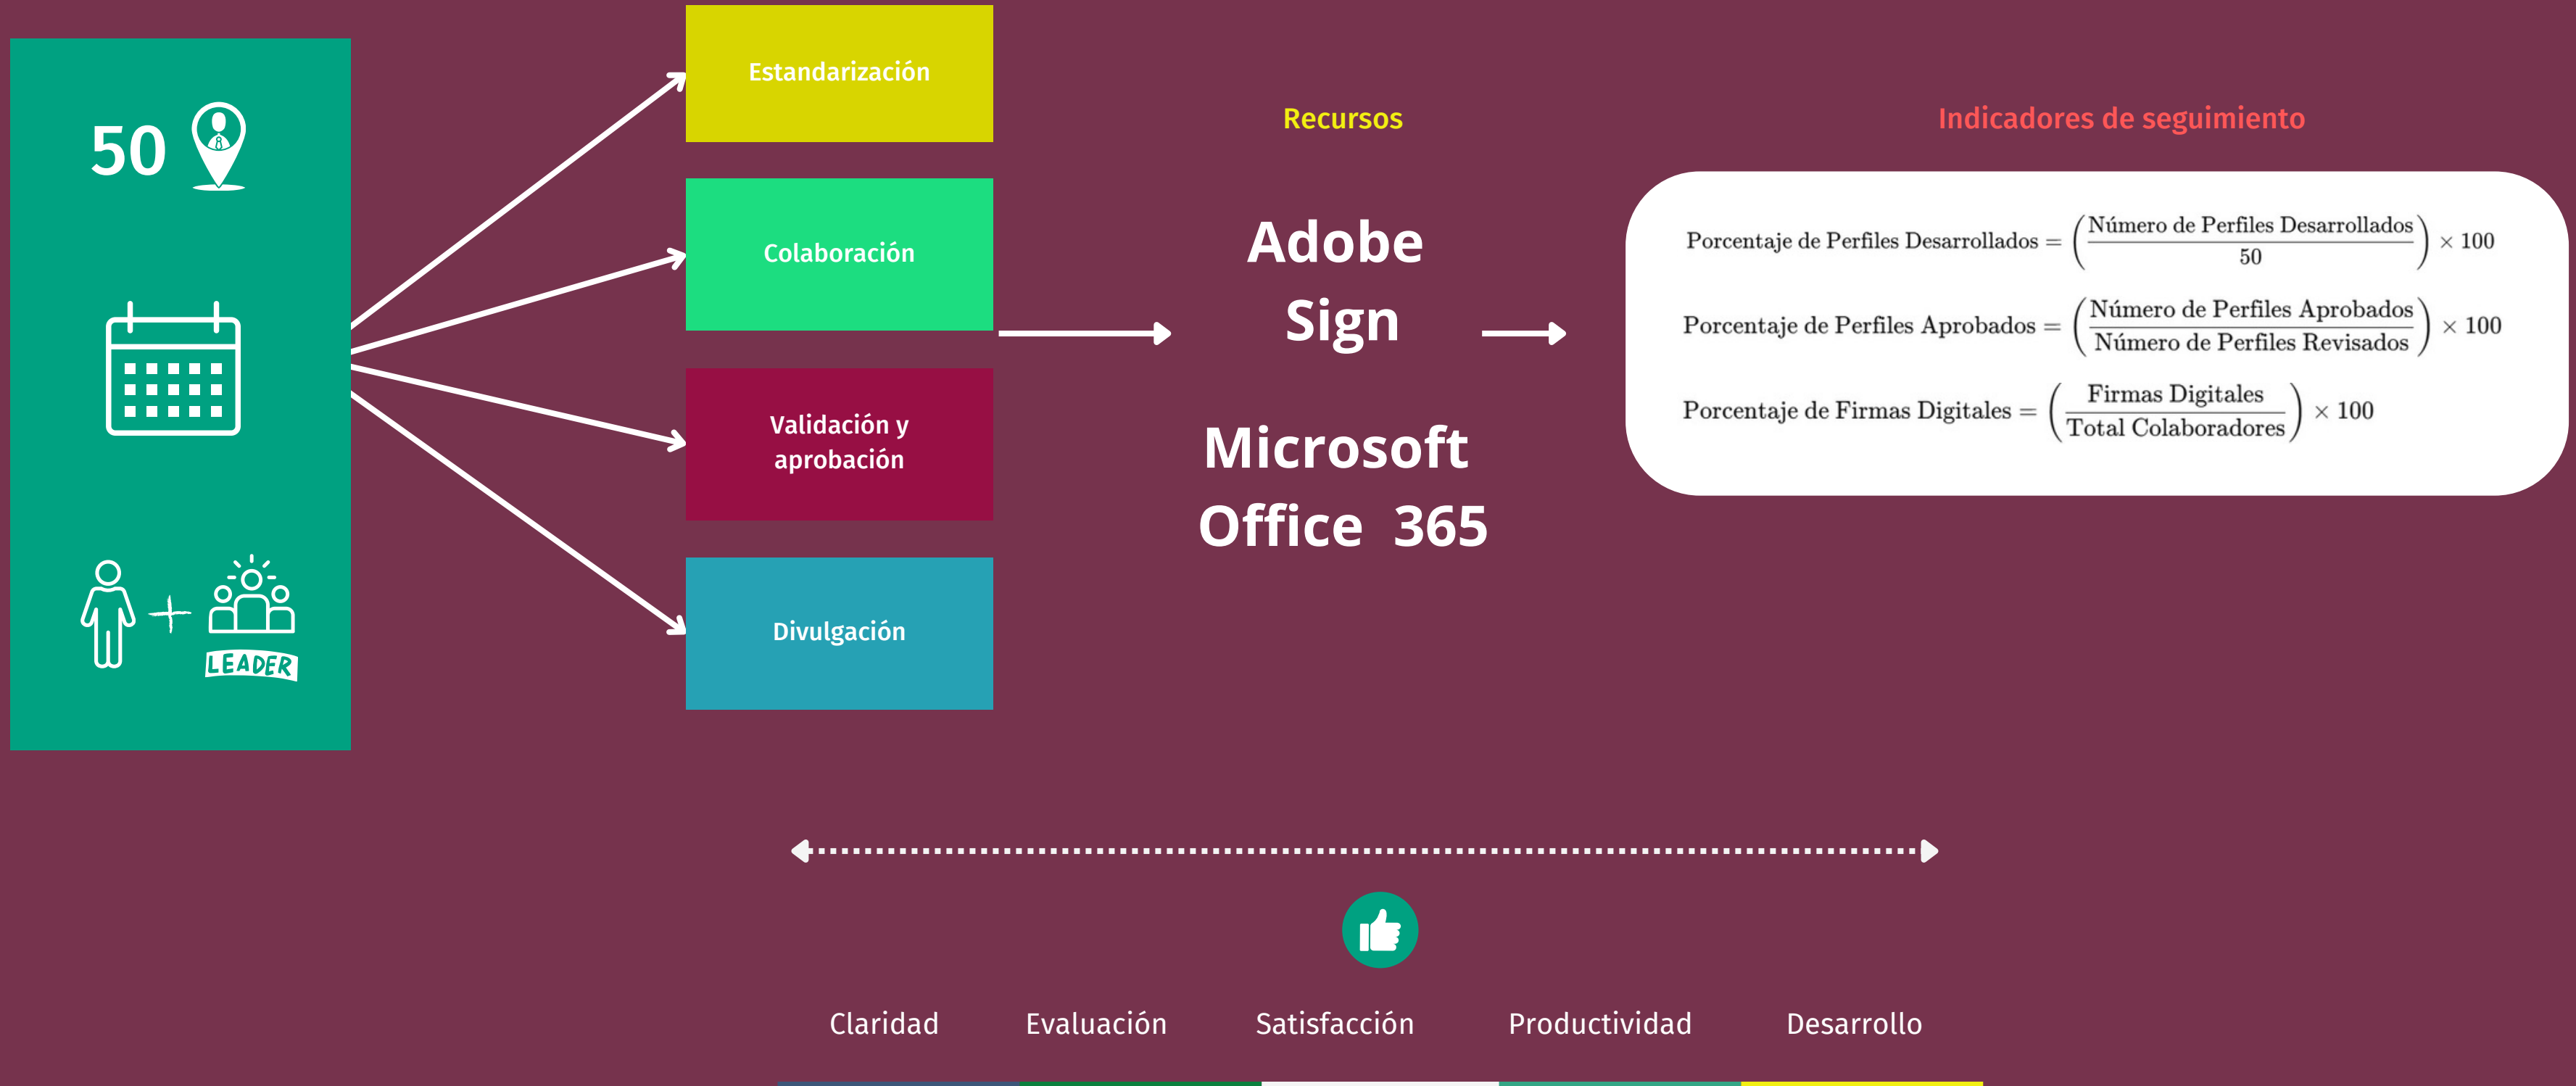 50
LEADER
Estandarización
Colaboración
Validación y
aprobación
Divulgación
Recursos
Adobe
Sign
Microsoft
Office 365
Indicadores de seguimiento
Porcentaje de Perfiles Desarrollados = (Número de Perfiles Desarrollados / 50) × 100
Porcentaje de Perfiles Aprobados = (Número de Perfiles Aprobados / Número de Perfiles Revisados) × 100
Porcentaje de Firmas Digitales = (Firmas Digitales / Total Colaboradores) × 100
Claridad Evaluación Satisfacción Productividad Desarrollo